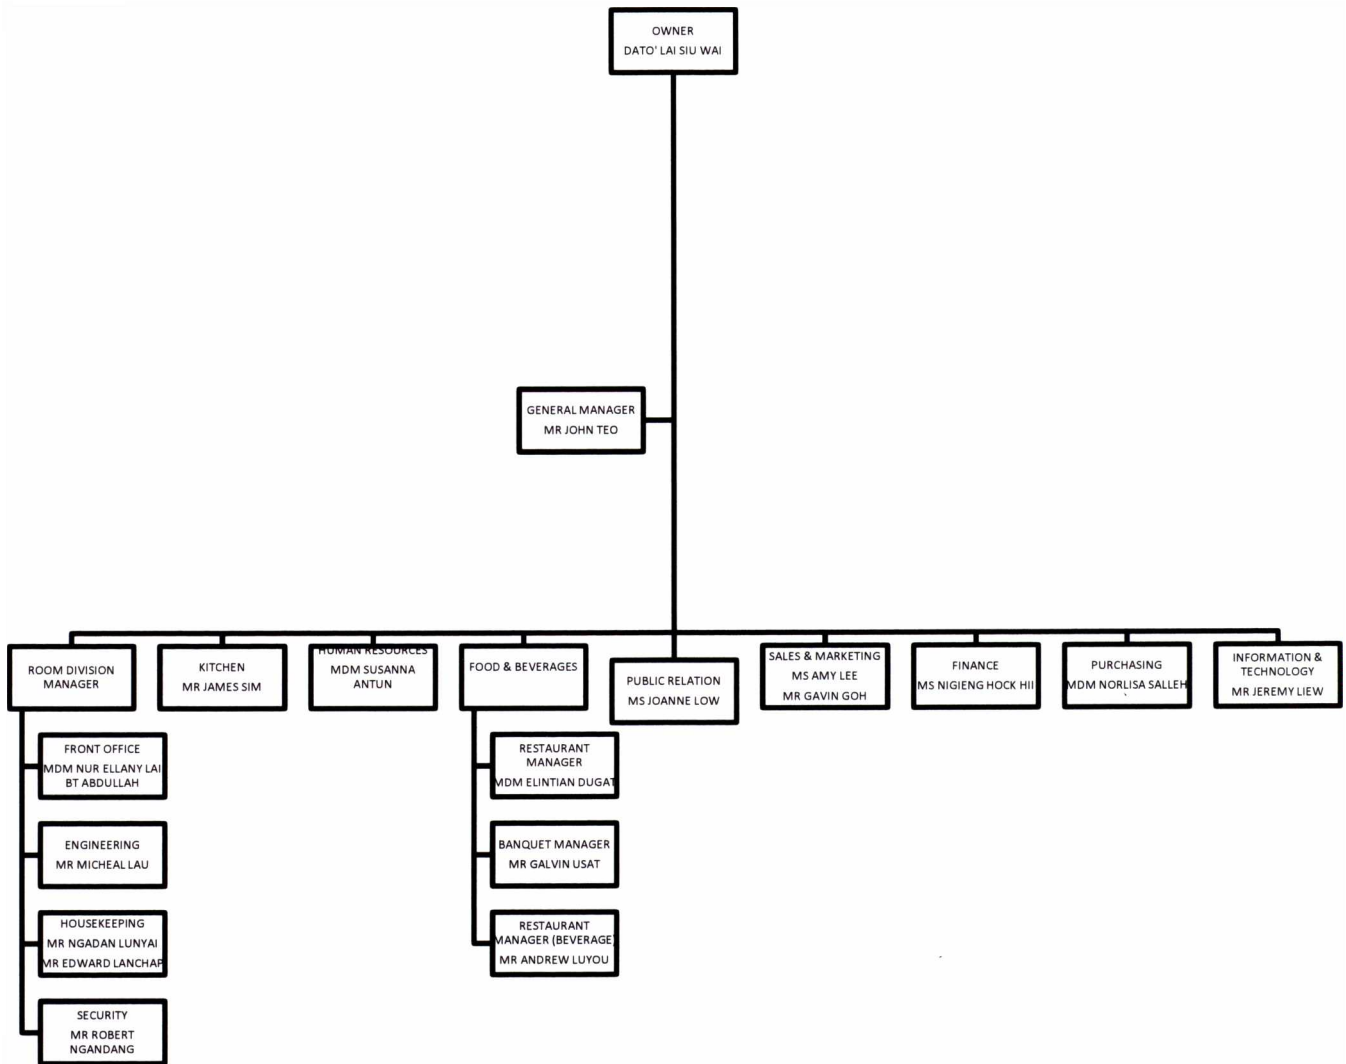 OWNER
DATO' LAI SIU WAI
GENERAL MANAGER
MR JOHN TEO
ROOM DIVISION
MANAGER
KITCHEN
MR JAMES SIM
HUMAN RESOURCES
MDM SUSANNA
ANTUN
FOOD & BEVERAGES
PUBLIC RELATION
MS JOANNE LOW
SALES & MARKETING
MS AMY LEE
MR GAVIN GOH
FINANCE
MS NIGIENG HOCK HII
PURCHASING
MDM NORLISA SALLEH
INFORMATION &
TECHNOLOGY
MR JEREMY LIEW
FRONT OFFICE
MDM NUR ELLANY LAI
BT ABDULLAH
ENGINEERING
MR MICHEAL LAU
HOUSEKEEPING
MR NGADAN LUNYAI
MR EDWARD LANCHAP
SECURITY
MR ROBERT
NGANDANG
RESTAURANT
MANAGER
MDM ELINTIAN DUGAT
BANQUET MANAGER
MR GALVIN USAT
RESTAURANT
MANAGER (BEVERAGE)
MR ANDREW LUYOU